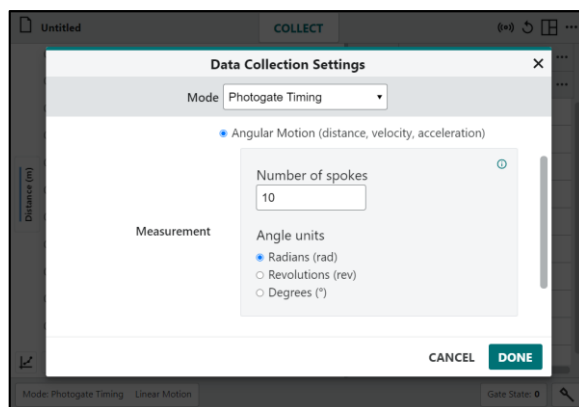 Untitled
COLLECT
Data Collection Settings
Mode
Photogate Timing
Angular Motion (distance, velocity, acceleration)
Number of spokes
10
Measurement
Angle units
Radians (rad)
Revolutions (rev)
Degrees (°)
Distance (m)
CANCEL
DONE
Mode: Photogate Timing Linear Motion
Gate State: 0